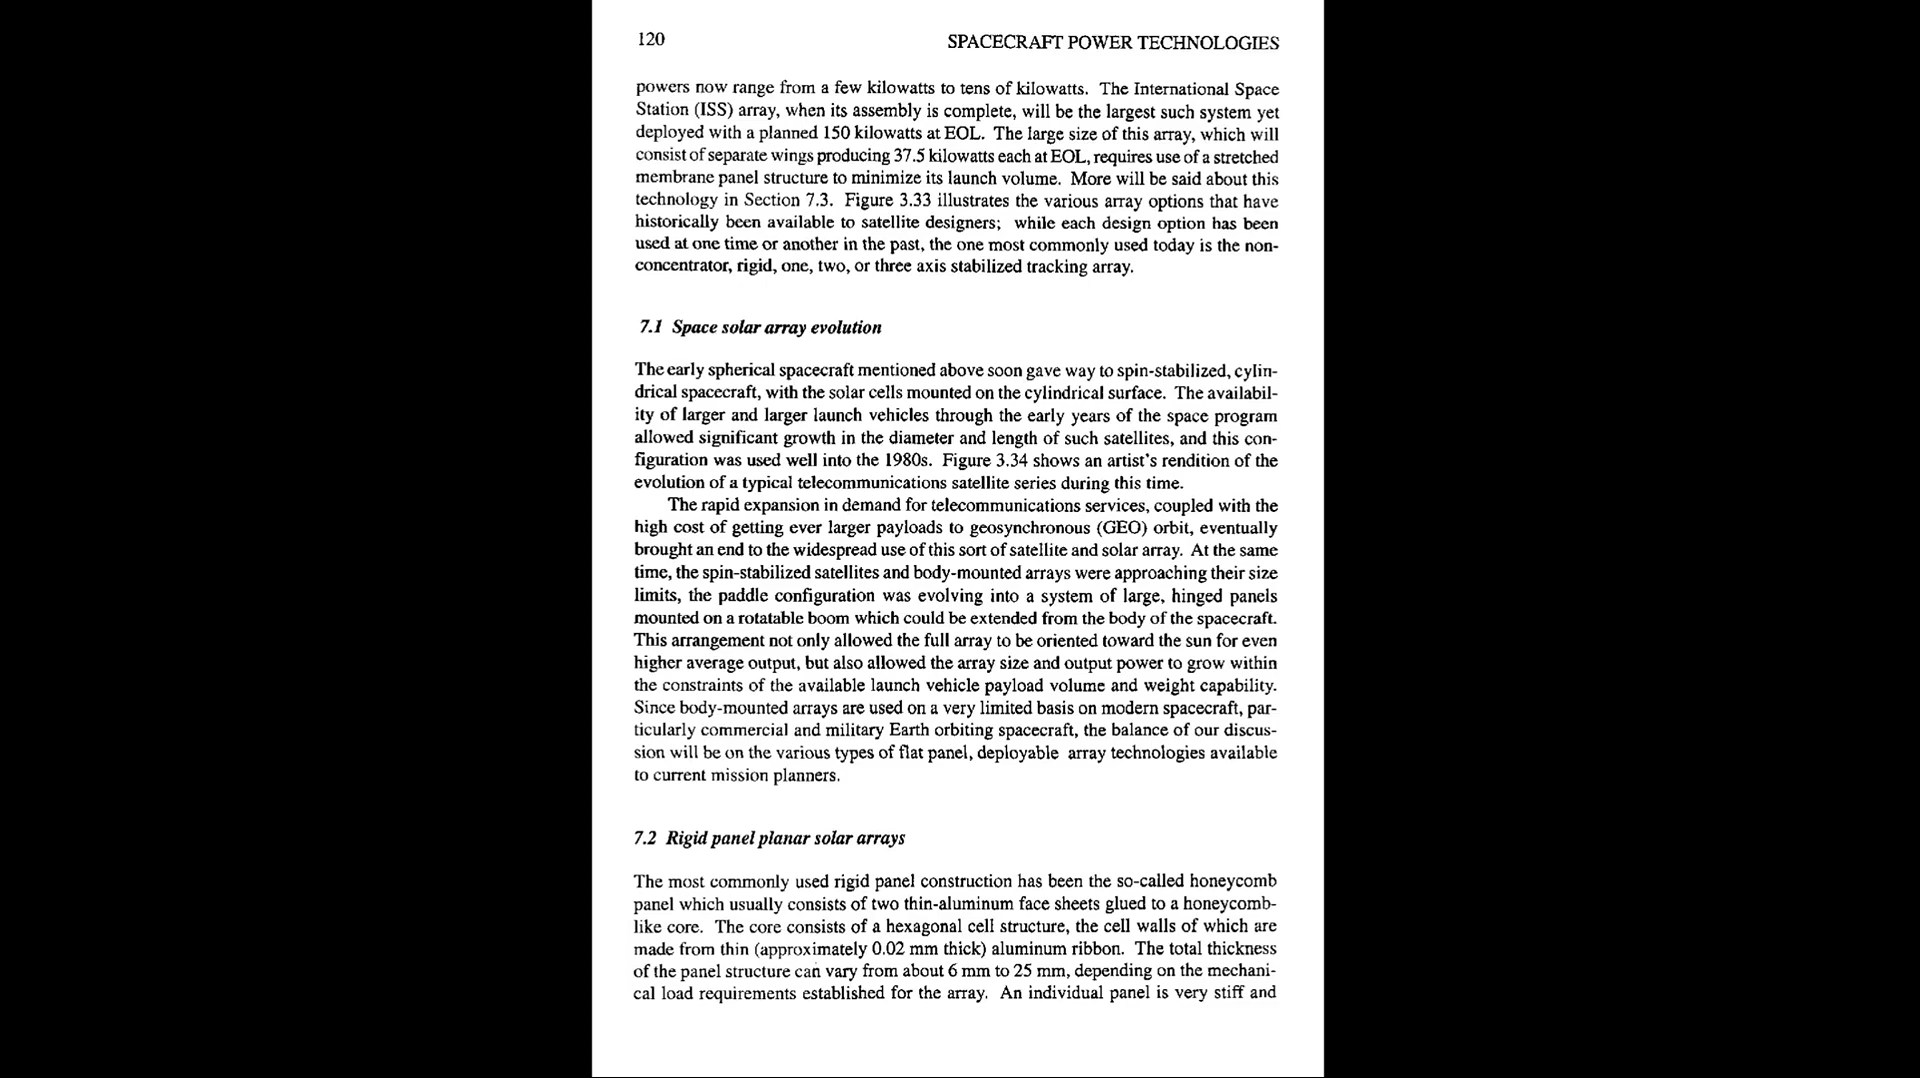 120
SPACECRAFT POWER TECHNOLOGIES
powers now range from a few kilowatts to tens of kilowatts. The International Space
Station (ISS) array, when its assembly is complete, will be the largest such system yet
deployed with a planned 150 kilowatts at EOL. The large size of this array, which will
consist of separate wings producing 37.5 kilowatts each at EOL, requires use of a stretched
membrane panel structure to minimize its launch volume. More will be said about this
technology in Section 7.3. Figure 3.33 illustrates the various array options that have
historically been available to satellite designers; while each design option has been
used at one time or another in the past, the one most commonly used today is the non-
concentrator, rigid, one, two, or three axis stabilized tracking array.
7.1 Space solar array evolution
The early spherical spacecraft mentioned above soon gave way to spin-stabilized, cylin-
drical spacecraft, with the solar cells mounted on the cylindrical surface. The availabil-
ity of larger and larger launch vehicles through the early years of the space program
allowed significant growth in the diameter and length of such satellites, and this con-
figuration was used well into the 1980s. Figure 3.34 shows an artist's rendition of the
evolution of a typical telecommunications satellite series during this time.
The rapid expansion in demand for telecommunications services, coupled with the
high cost of getting ever larger payloads to geosynchronous (GEO) orbit, eventually
brought an end to the widespread use of this sort of satellite and solar array. At the same
time, the spin-stabilized satellites and body-mounted arrays were approaching their size
limits, the paddle configuration was evolving into a system of large, hinged panels
mounted on a rotatable boom which could be extended from the body of the spacecraft.
This arrangement not only allowed the full array to be oriented toward the sun for even
higher average output, but also allowed the array size and output power to grow within
the constraints of the available launch vehicle payload volume and weight capability.
Since body-mounted arrays are used on a very limited basis on modern spacecraft, par-
ticularly commercial and military Earth orbiting spacecraft, the balance of our discus-
sion will be on the various types of flat panel, deployable array technologies available
to current mission planners.
7.2 Rigid panel planar solar arrays
The most commonly used rigid panel construction has been the so-called honeycomb
panel which usually consists of two thin-aluminum face sheets glued to a honeycomb-
like core. The core consists of a hexagonal cell structure, the cell walls of which are
made from thin (approximately 0.02 mm thick) aluminum ribbon. The total thickness
of the panel structure can vary from about 6 mm to 25 mm, depending on the mechani-
cal load requirements established for the array. An individual panel is very stiff and